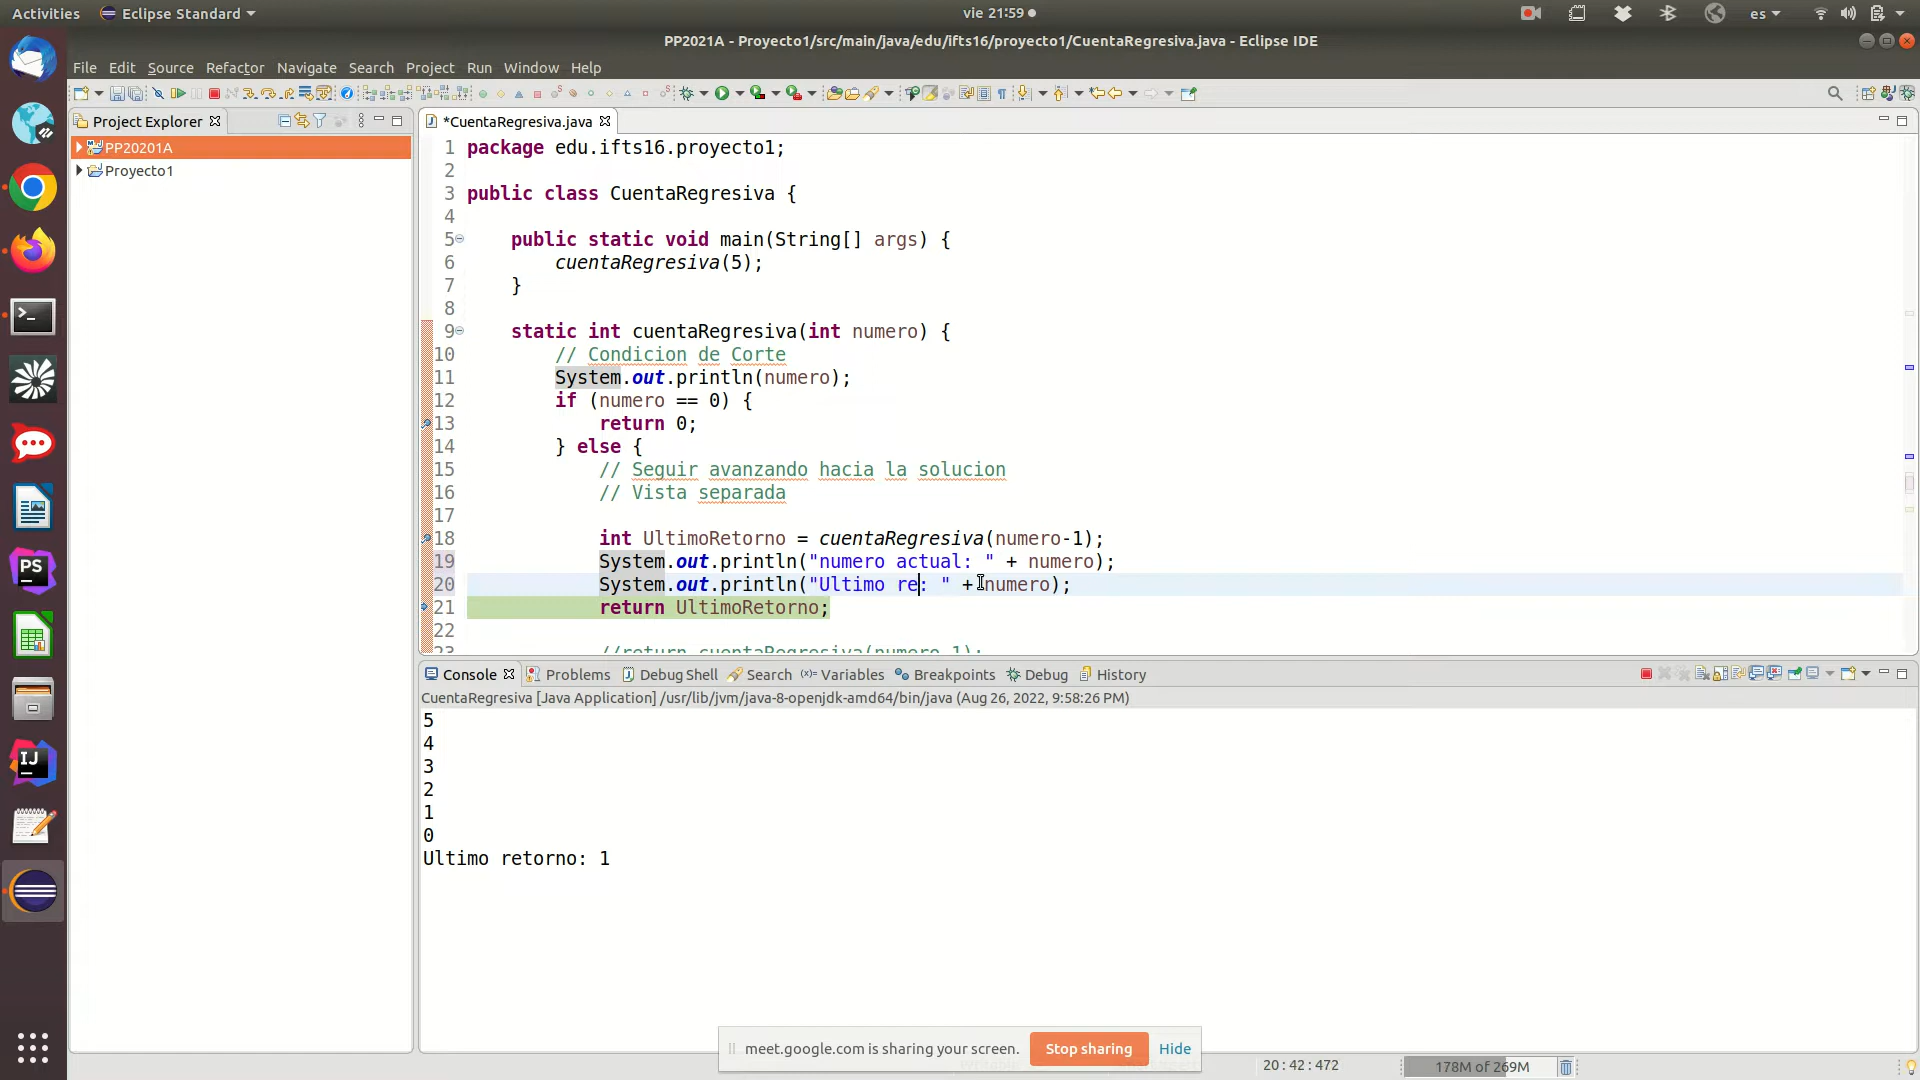 Activities Eclipse Standard vie 21:59 es
PP2021A - Proyecto1/src/main/java/edu/ifts16/proyecto1/CuentaRegresiva.java - Eclipse IDE
File Edit Source Refactor Navigate Search Project Run Window Help
Project Explorer *CuentaRegresiva.java
PP20201A
Proyecto1
1 package edu.ifts16.proyecto1;
2
3 public class CuentaRegresiva {
4
5 public static void main(String[] args) {
6 cuentaRegresiva(5);
7 }
8
9 static int cuentaRegresiva(int numero) {
10 // Condicion de Corte
11 System.out.println(numero);
12 if (numero == 0) {
13 return 0;
14 } else {
15 // Seguir avanzando hacia la solucion
16 // Vista separada
17
18 int UltimoRetorno = cuentaRegresiva(numero-1);
19 System.out.println("numero actual: " + numero);
20 System.out.println("Ultimo re: " + numero);
21 return UltimoRetorno;
22
23 //return cuentaRegresiva(numero-1);
Console Problems Debug Shell Search Variables Breakpoints Debug History
CuentaRegresiva [Java Application] /usr/lib/jvm/java-8-openjdk-amd64/bin/java (Aug 26, 2022, 9:58:26 PM)
5
4
3
2
1
0
Ultimo retorno: 1
meet.google.com is sharing your screen. Stop sharing Hide
20:42:472 178M of 269M